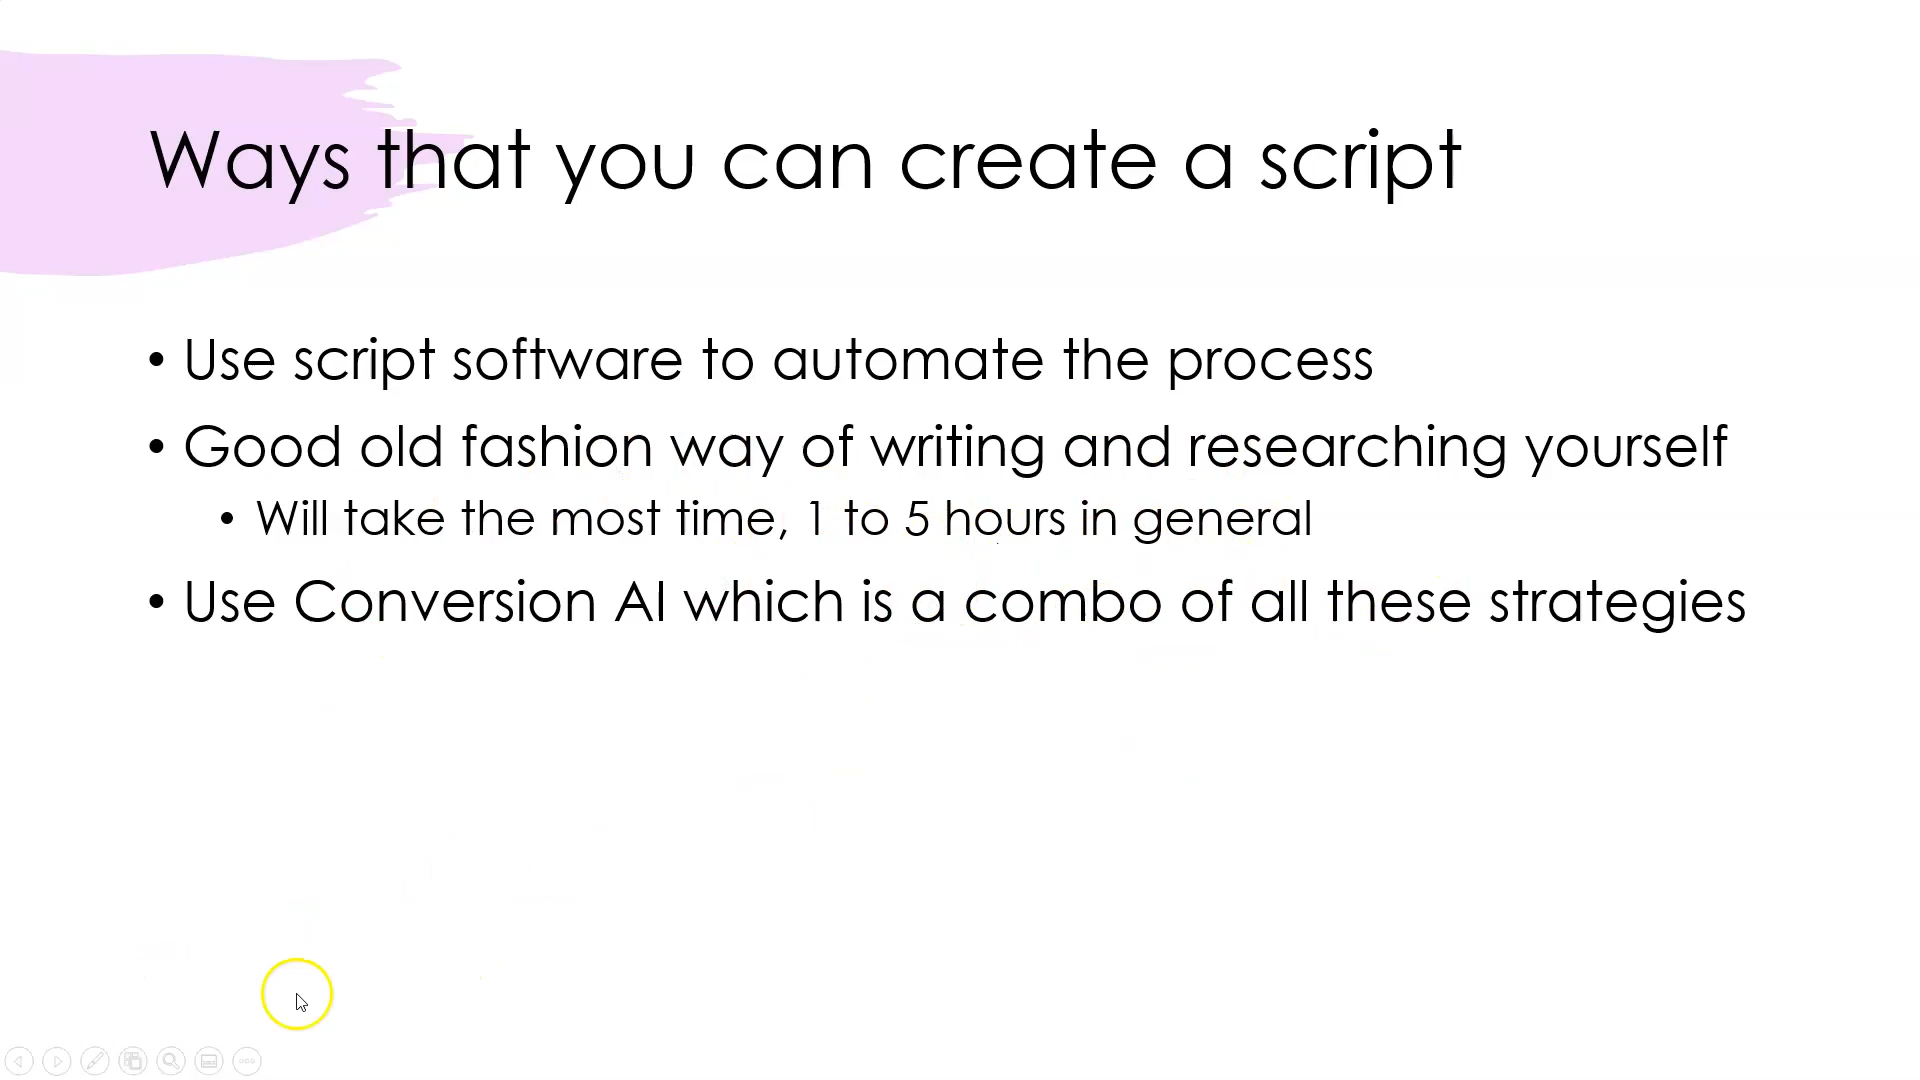 Ways that you can create a script
• Use script software to automate the process
• Good old fashion way of writing and researching yourself
• Will take the most time, 1 to 5 hours in general
• Use Conversion AI which is a combo of all these strategies